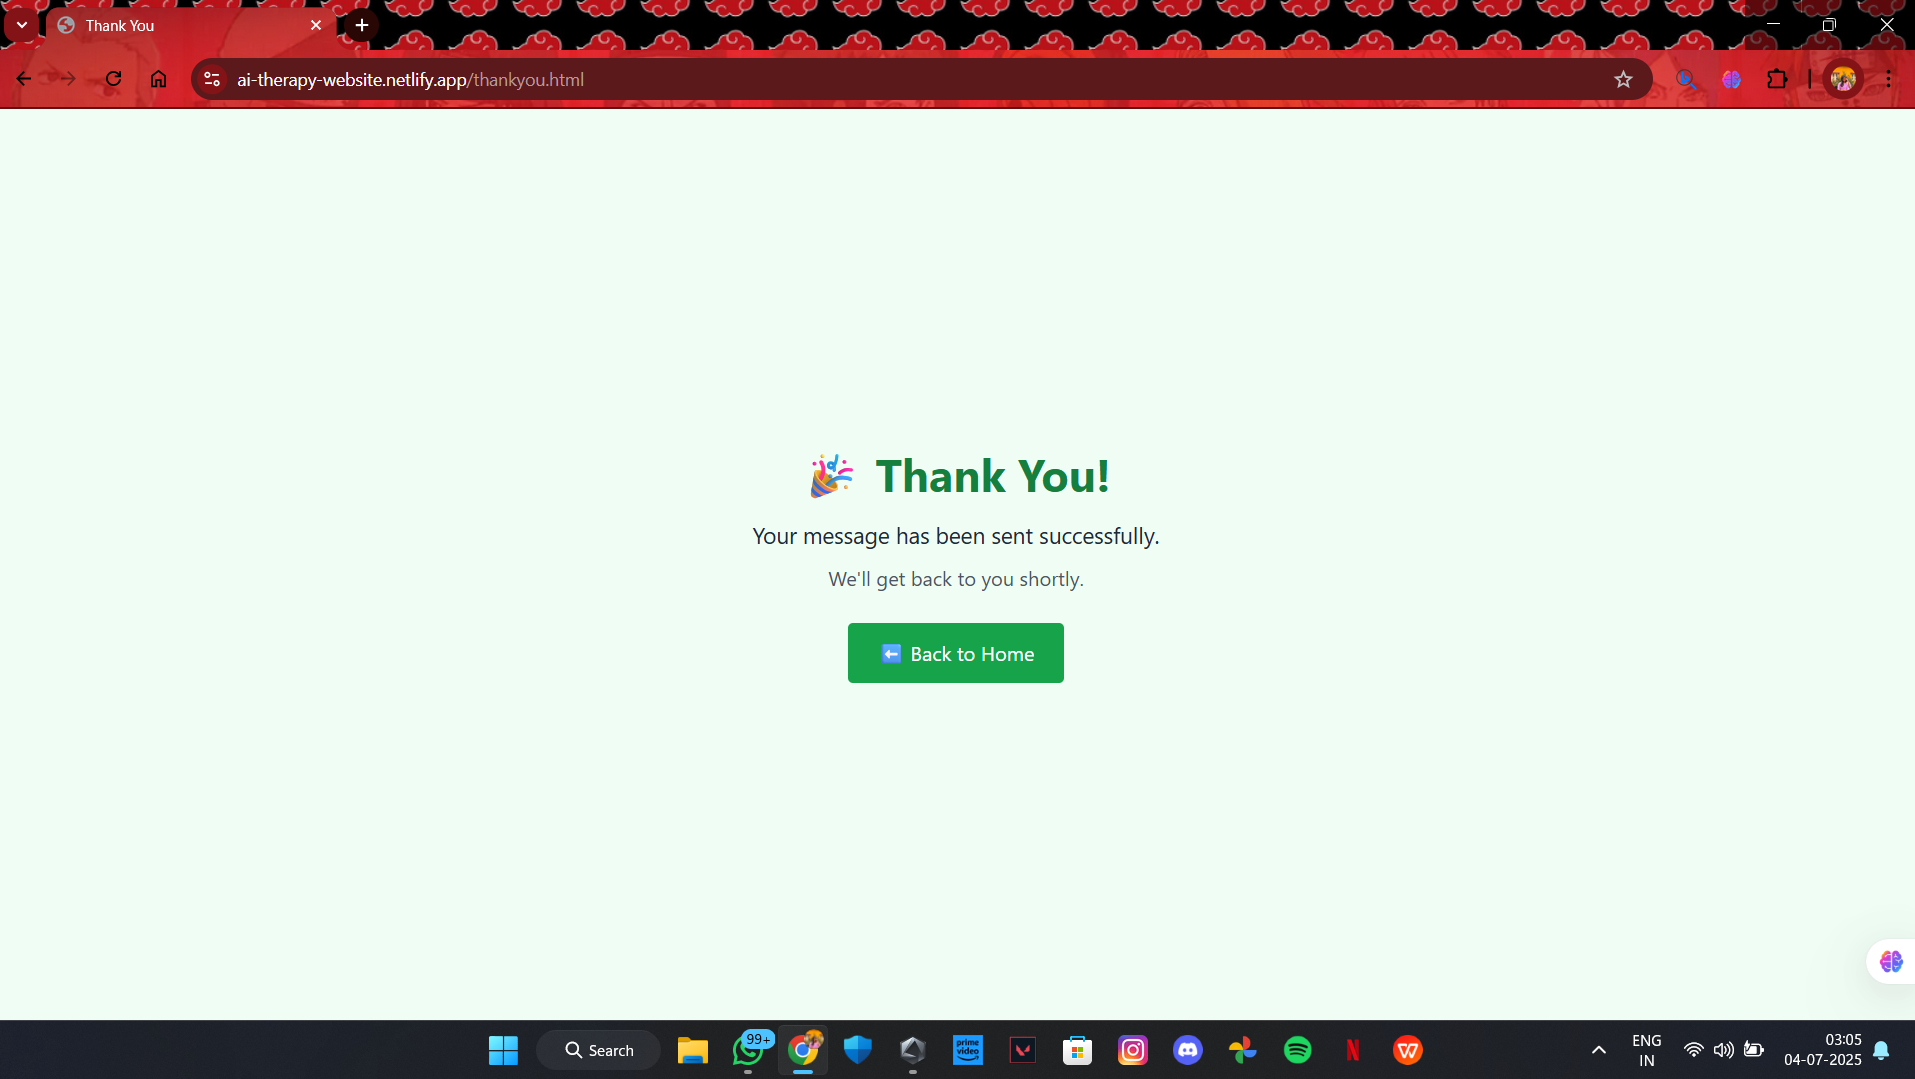 Thank You
ai-therapy-website.netlify.app/thankyou.html
Thank You!
Your message has been sent successfully.
We'll get back to you shortly.
Back to Home
Search
99+
prime video
ENG
IN
03:05
04-07-2025